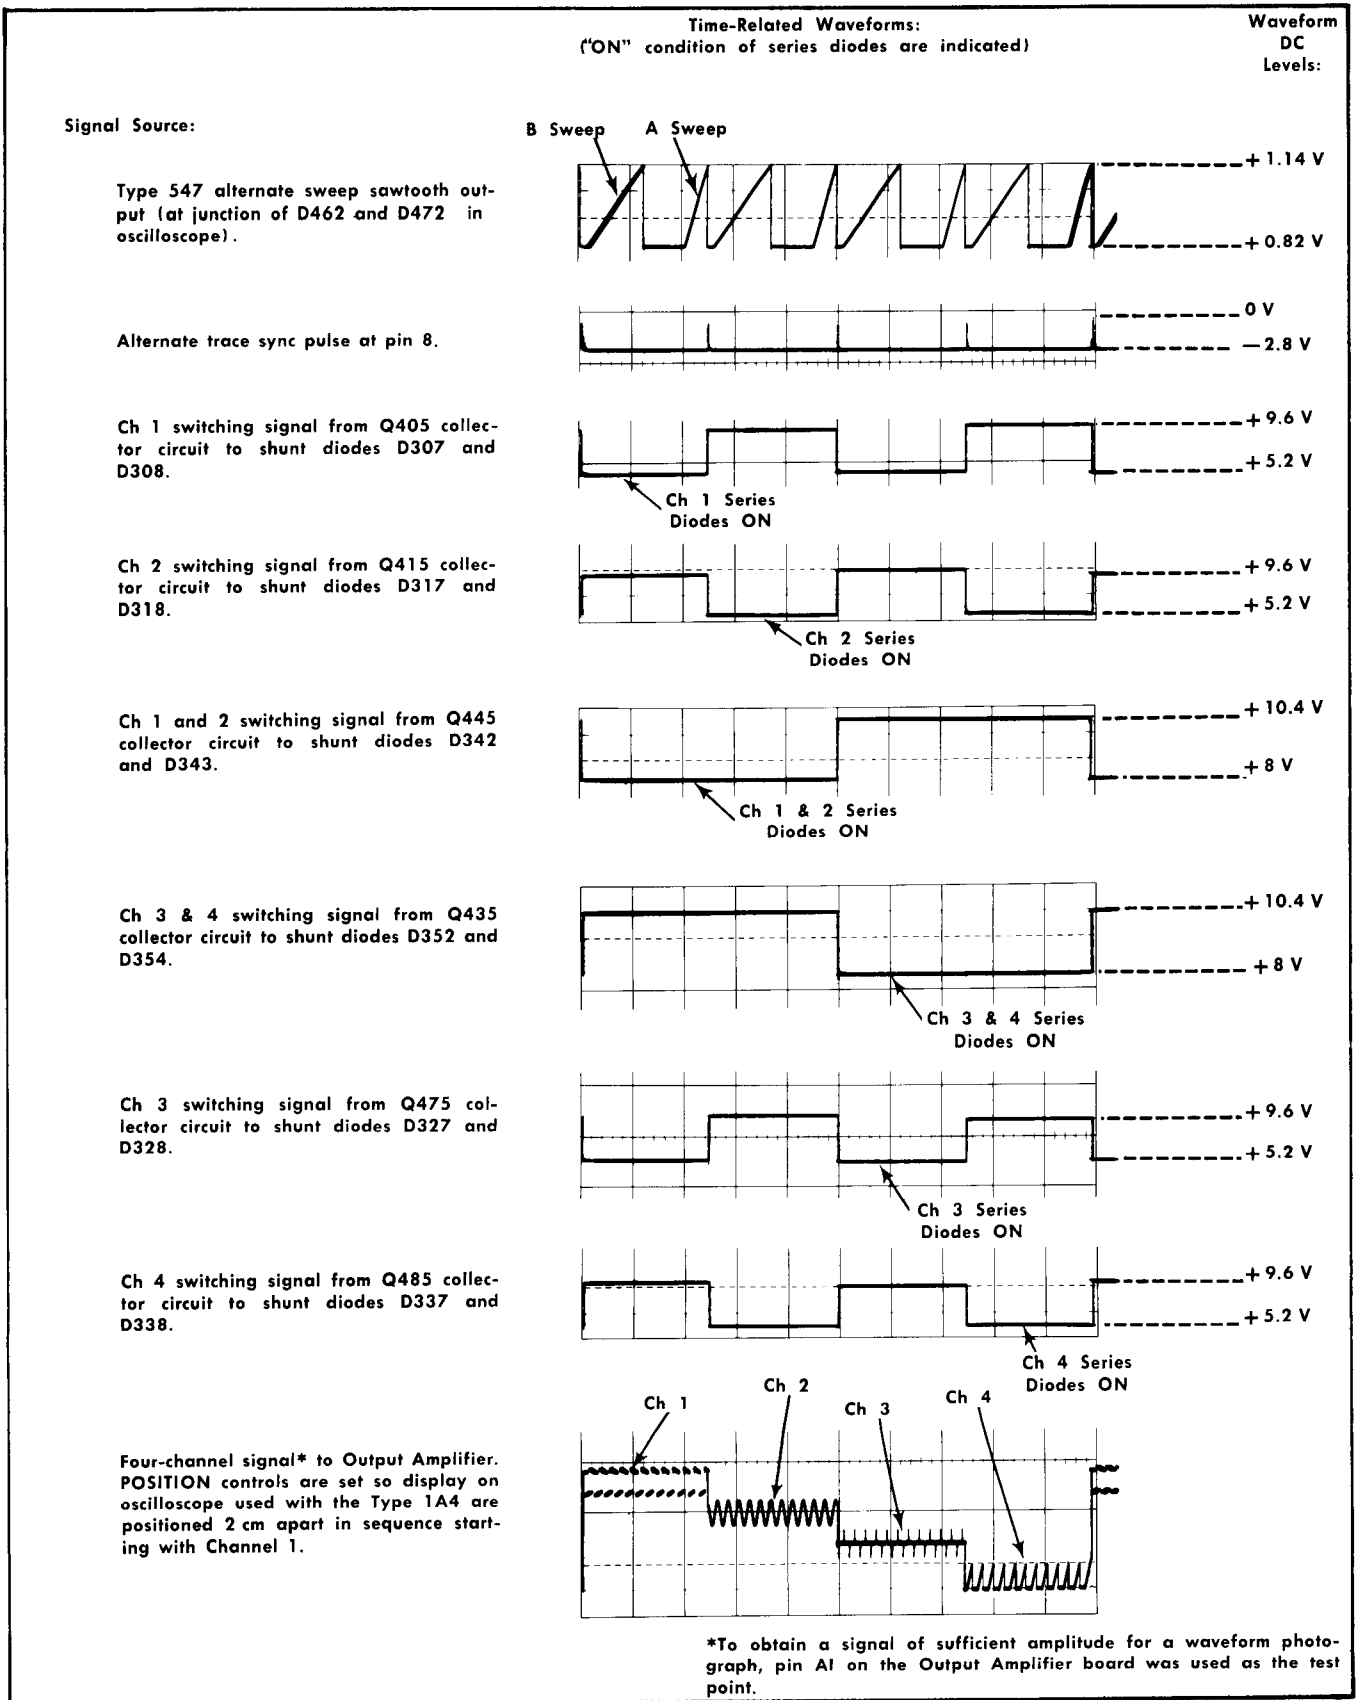 Time-Related Waveforms:
("ON" condition of series diodes are indicated)
Waveform
DC
Levels:
Signal Source:
B Sweep
A Sweep
Type 547 alternate sweep sawtooth out-
put (at junction of D462 and D472 in
oscilloscope).
+ 1.14 V
+ 0.82 V
Alternate trace sync pulse at pin 8.
0 V
— 2.8 V
Ch 1 switching signal from Q405 collec-
tor circuit to shunt diodes D307 and
D308.
+ 9.6 V
+ 5.2 V
Ch 1 Series
Diodes ON
Ch 2 switching signal from Q415 collec-
tor circuit to shunt diodes D317 and
D318.
+ 9.6 V
+ 5.2 V
Ch 2 Series
Diodes ON
Ch 1 and 2 switching signal from Q445
collector circuit to shunt diodes D342
and D343.
+ 10.4 V
+ 8 V
Ch 1 & 2 Series
Diodes ON
Ch 3 & 4 switching signal from Q435
collector circuit to shunt diodes D352 and
D354.
+ 10.4 V
+ 8 V
Ch 3 & 4 Series
Diodes ON
Ch 3 switching signal from Q475 col-
lector circuit to shunt diodes D327 and
D328.
+ 9.6 V
+ 5.2 V
Ch 3 Series
Diodes ON
Ch 4 switching signal from Q485 collec-
tor circuit to shunt diodes D337 and
D338.
+ 9.6 V
+ 5.2 V
Ch 4 Series
Diodes ON
Ch 1
Ch 2
Ch 3
Ch 4
Four-channel signal* to Output Amplifier.
POSITION controls are set so display on
oscilloscope used with the Type 1A4 are
positioned 2 cm apart in sequence start-
ing with Channel 1.
*To obtain a signal of sufficient amplitude for a waveform photo-
graph, pin AI on the Output Amplifier board was used as the test
point.